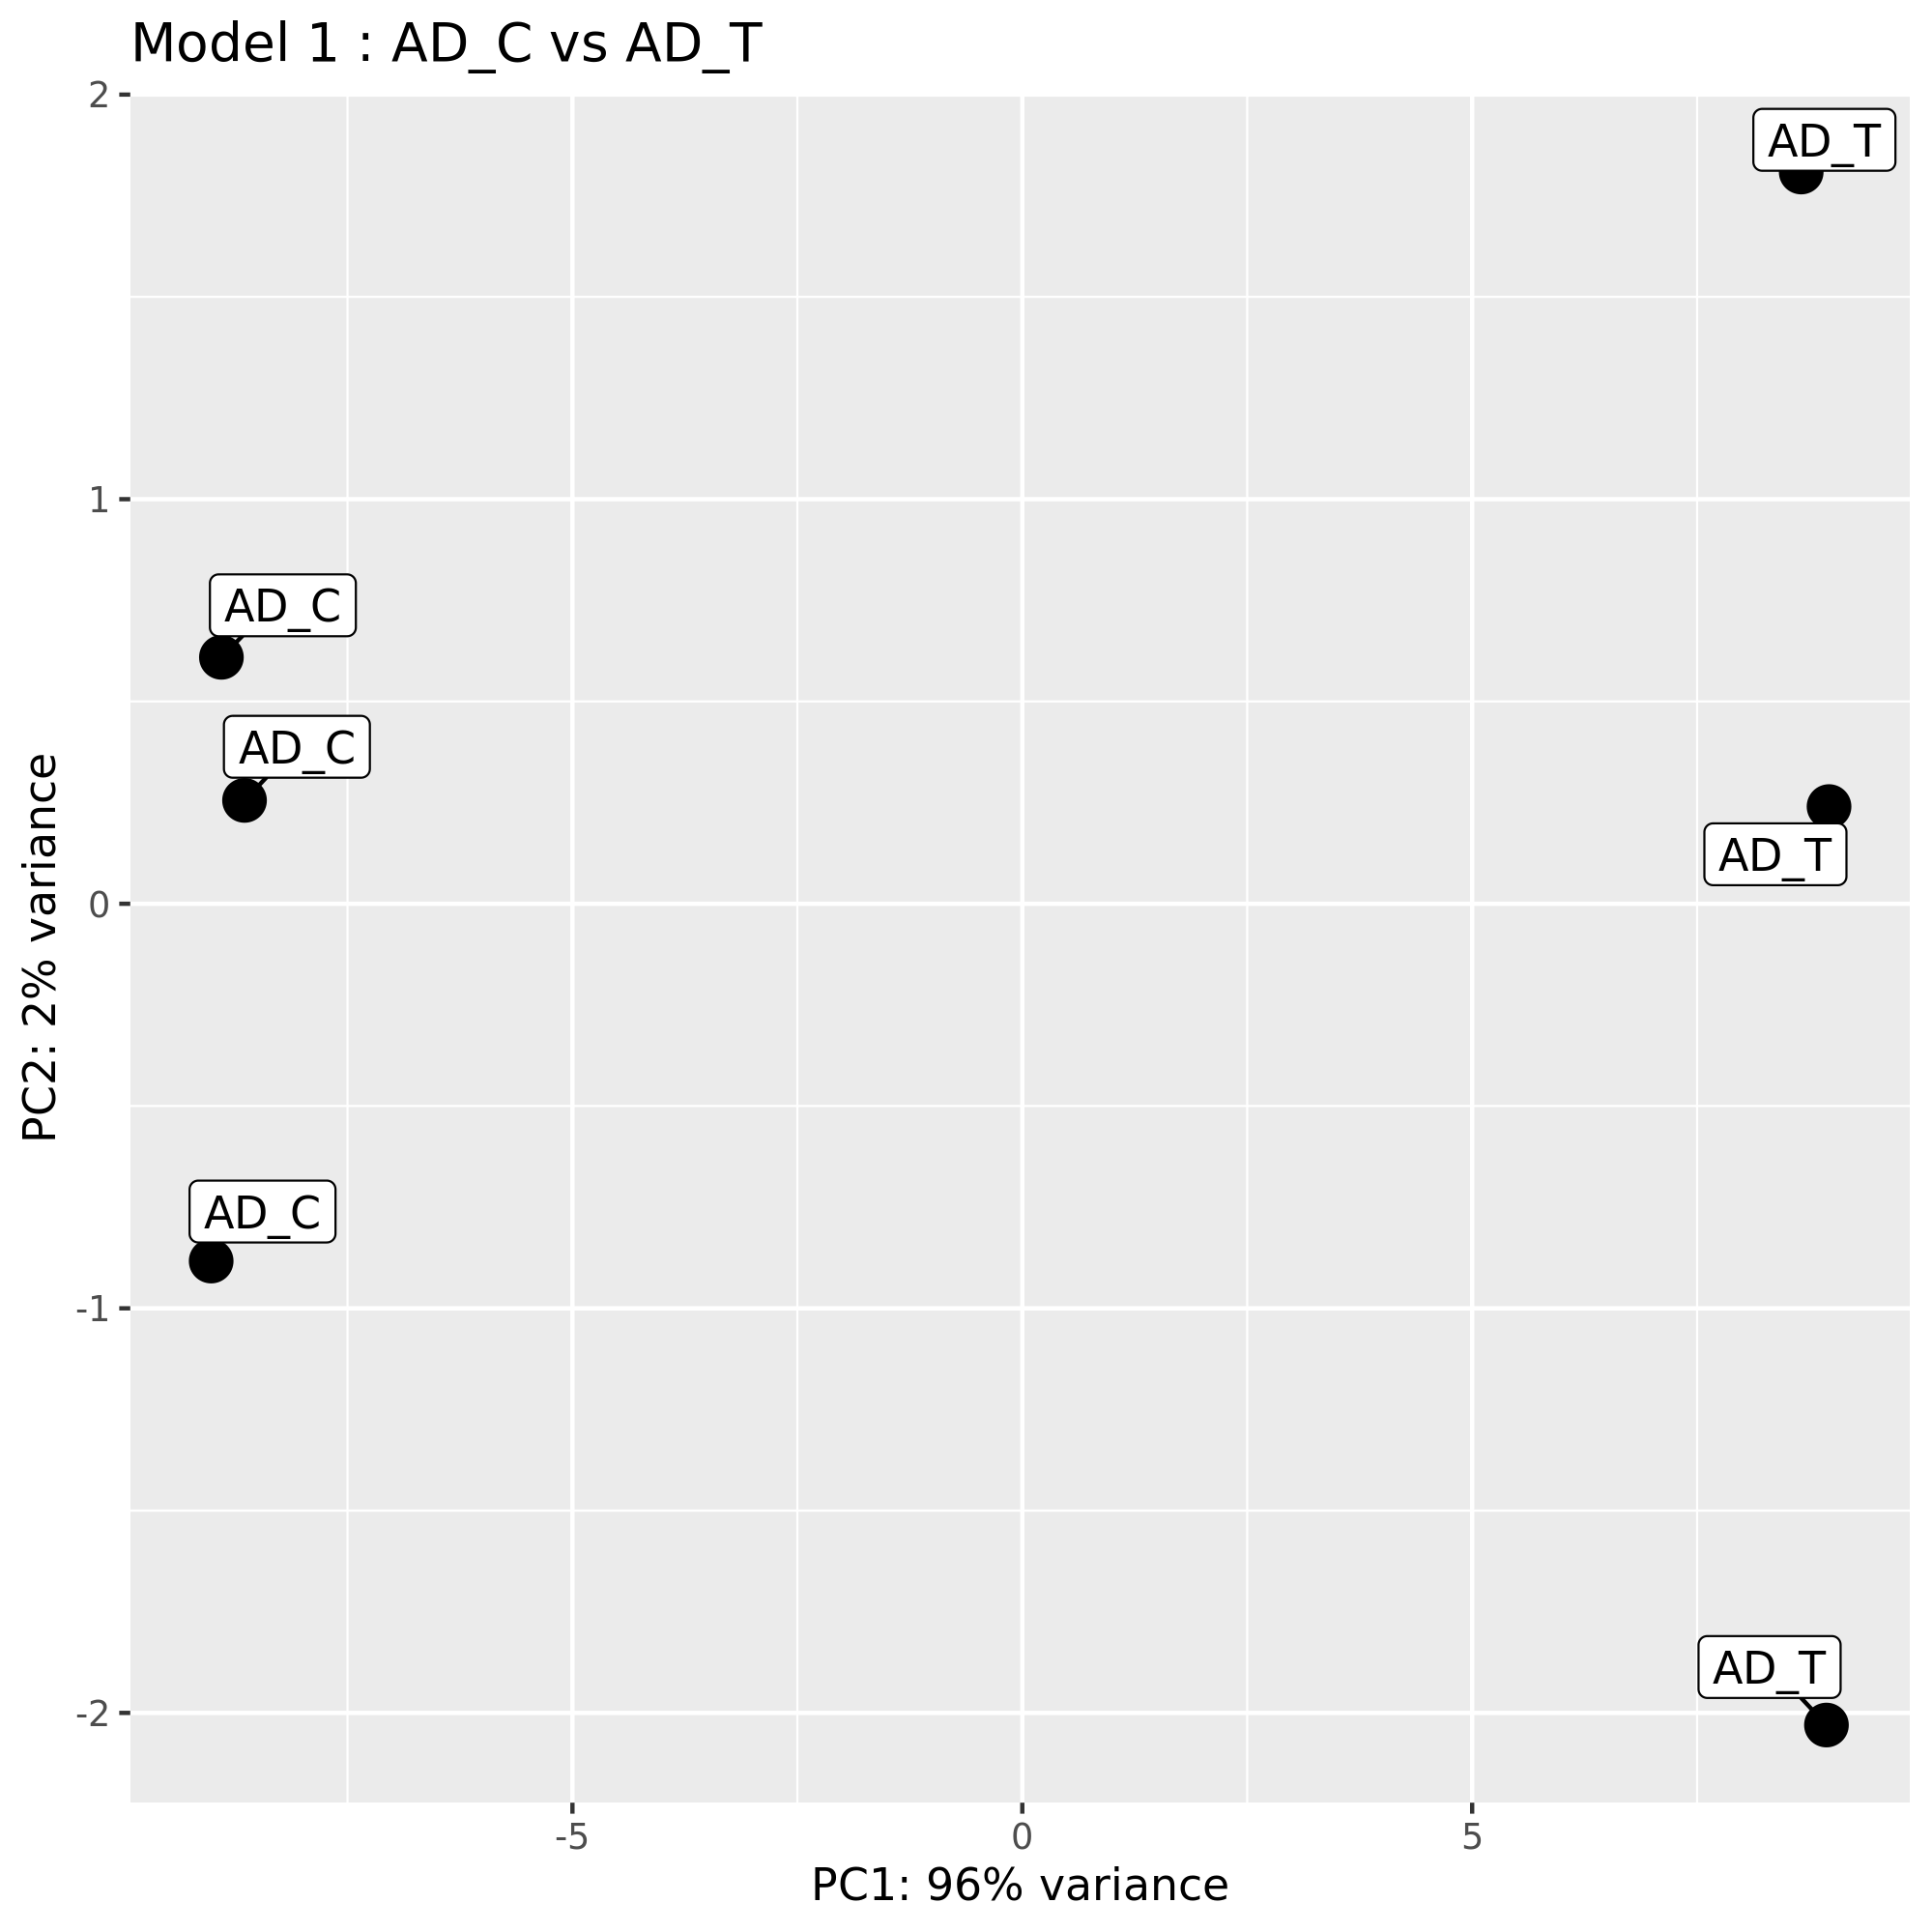 Model 1 : AD_C vs AD_T
2
AD_T
1
AD_C
AD_C
AD_T
0
AD_C
-1
AD_T
-2
PC2: 2% variance
-5
0
5
PC1: 96% variance